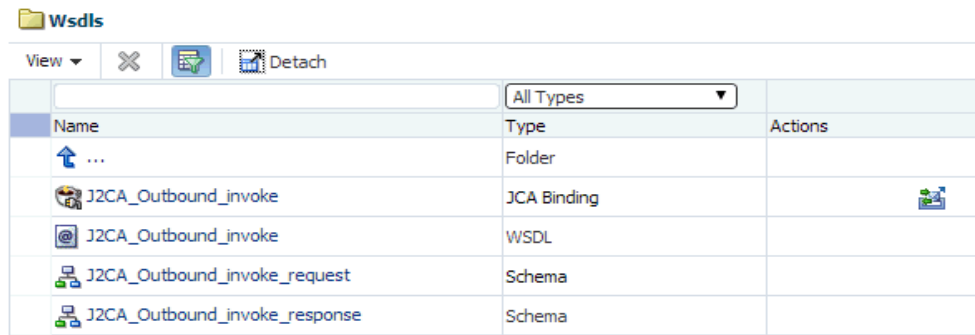 Wsdls
View Detach
All Types
Name Type Actions
... Folder
J2CA_Outbound_invoke JCA Binding
J2CA_Outbound_invoke WSDL
J2CA_Outbound_invoke_request Schema
J2CA_Outbound_invoke_response Schema